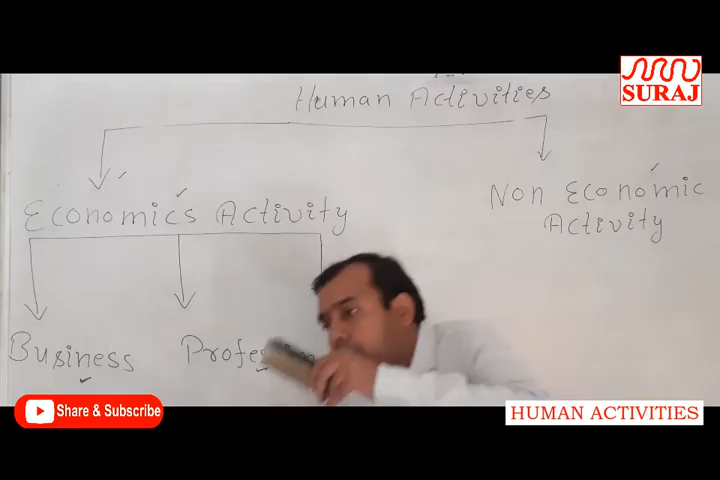 SURAJ
Human Activities
Economics Activity
Non Economic
Activity
Business
Share & Subscribe
HUMAN ACTIVITIES